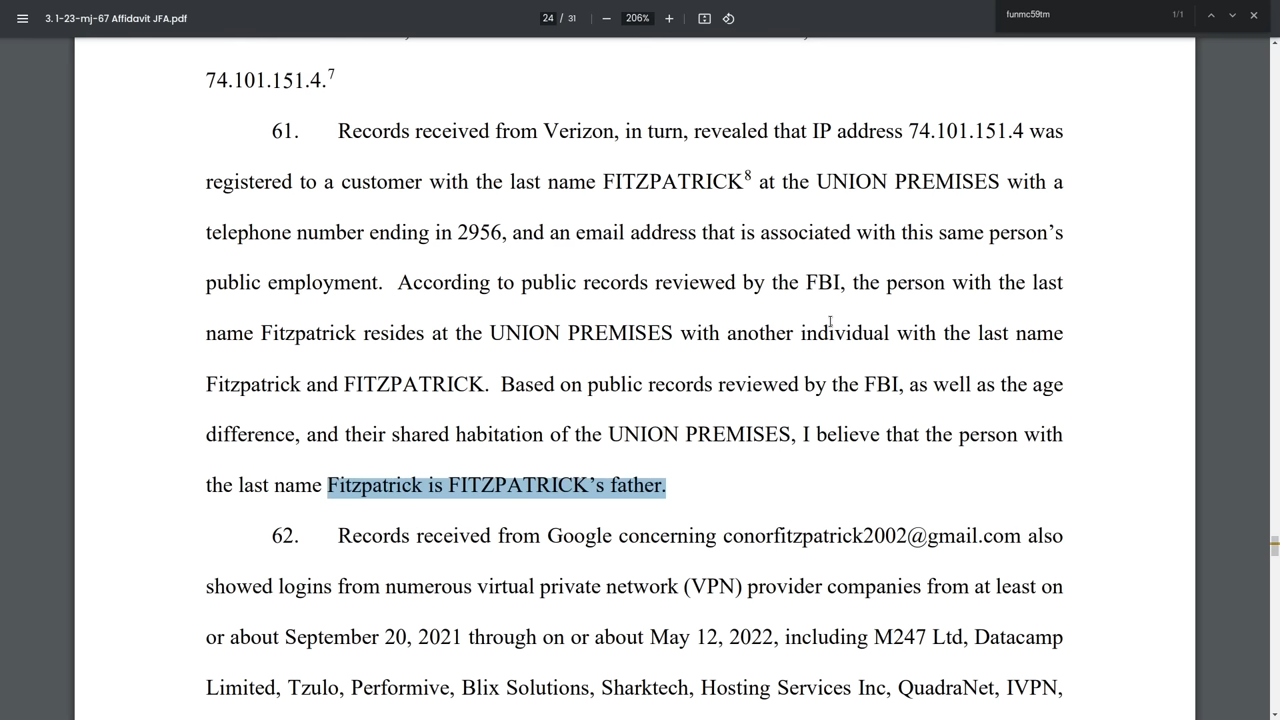 3. 1-23-mj-67 Affidavit JFA.pdf
24 / 31
206%
funmc59tm
1/1
74.101.151.4.7
61. Records received from Verizon, in turn, revealed that IP address 74.101.151.4 was
registered to a customer with the last name FITZPATRICK8 at the UNION PREMISES with a
telephone number ending in 2956, and an email address that is associated with this same person’s
public employment. According to public records reviewed by the FBI, the person with the last
name Fitzpatrick resides at the UNION PREMISES with another individual with the last name
Fitzpatrick and FITZPATRICK. Based on public records reviewed by the FBI, as well as the age
difference, and their shared habitation of the UNION PREMISES, I believe that the person with
the last name Fitzpatrick is FITZPATRICK’s father.
62. Records received from Google concerning conorfitzpatrick2002@gmail.com also
showed logins from numerous virtual private network (VPN) provider companies from at least on
or about September 20, 2021 through on or about May 12, 2022, including M247 Ltd, Datacamp
Limited, Tzulo, Performive, Blix Solutions, Sharktech, Hosting Services Inc, QuadraNet, IVPN,